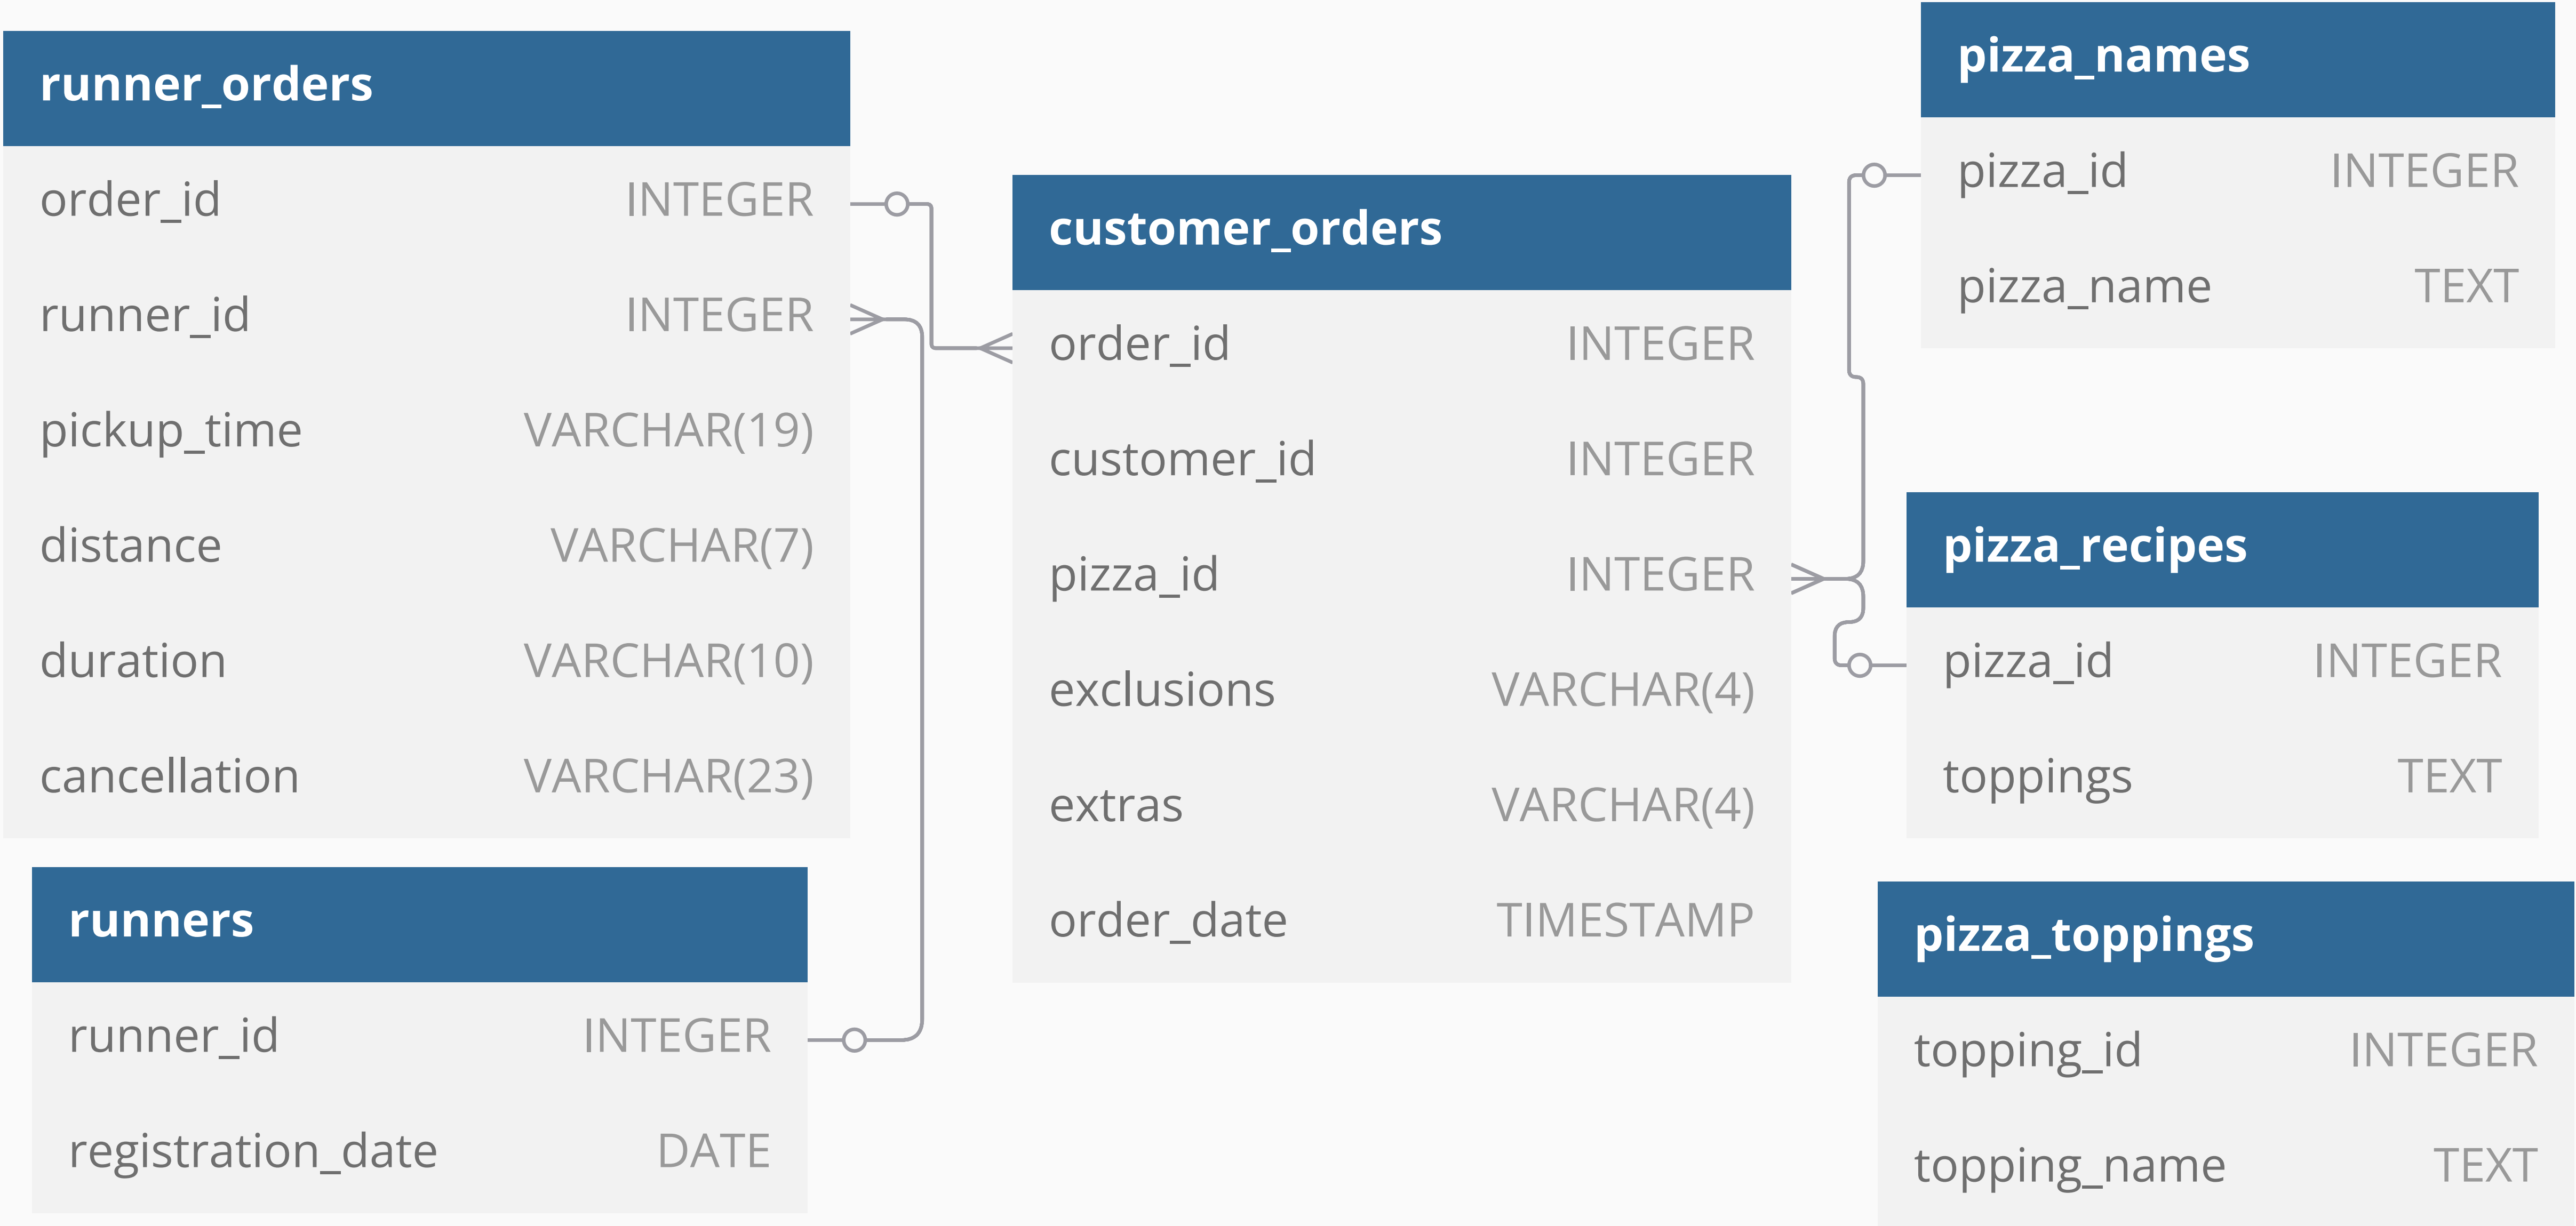 runner_orders
order_id INTEGER
runner_id INTEGER
pickup_time VARCHAR(19)
distance VARCHAR(7)
duration VARCHAR(10)
cancellation VARCHAR(23)
runners
runner_id INTEGER
registration_date DATE
customer_orders
order_id INTEGER
customer_id INTEGER
pizza_id INTEGER
exclusions VARCHAR(4)
extras VARCHAR(4)
order_date TIMESTAMP
pizza_names
pizza_id INTEGER
pizza_name TEXT
pizza_recipes
pizza_id INTEGER
toppings TEXT
pizza_toppings
topping_id INTEGER
topping_name TEXT